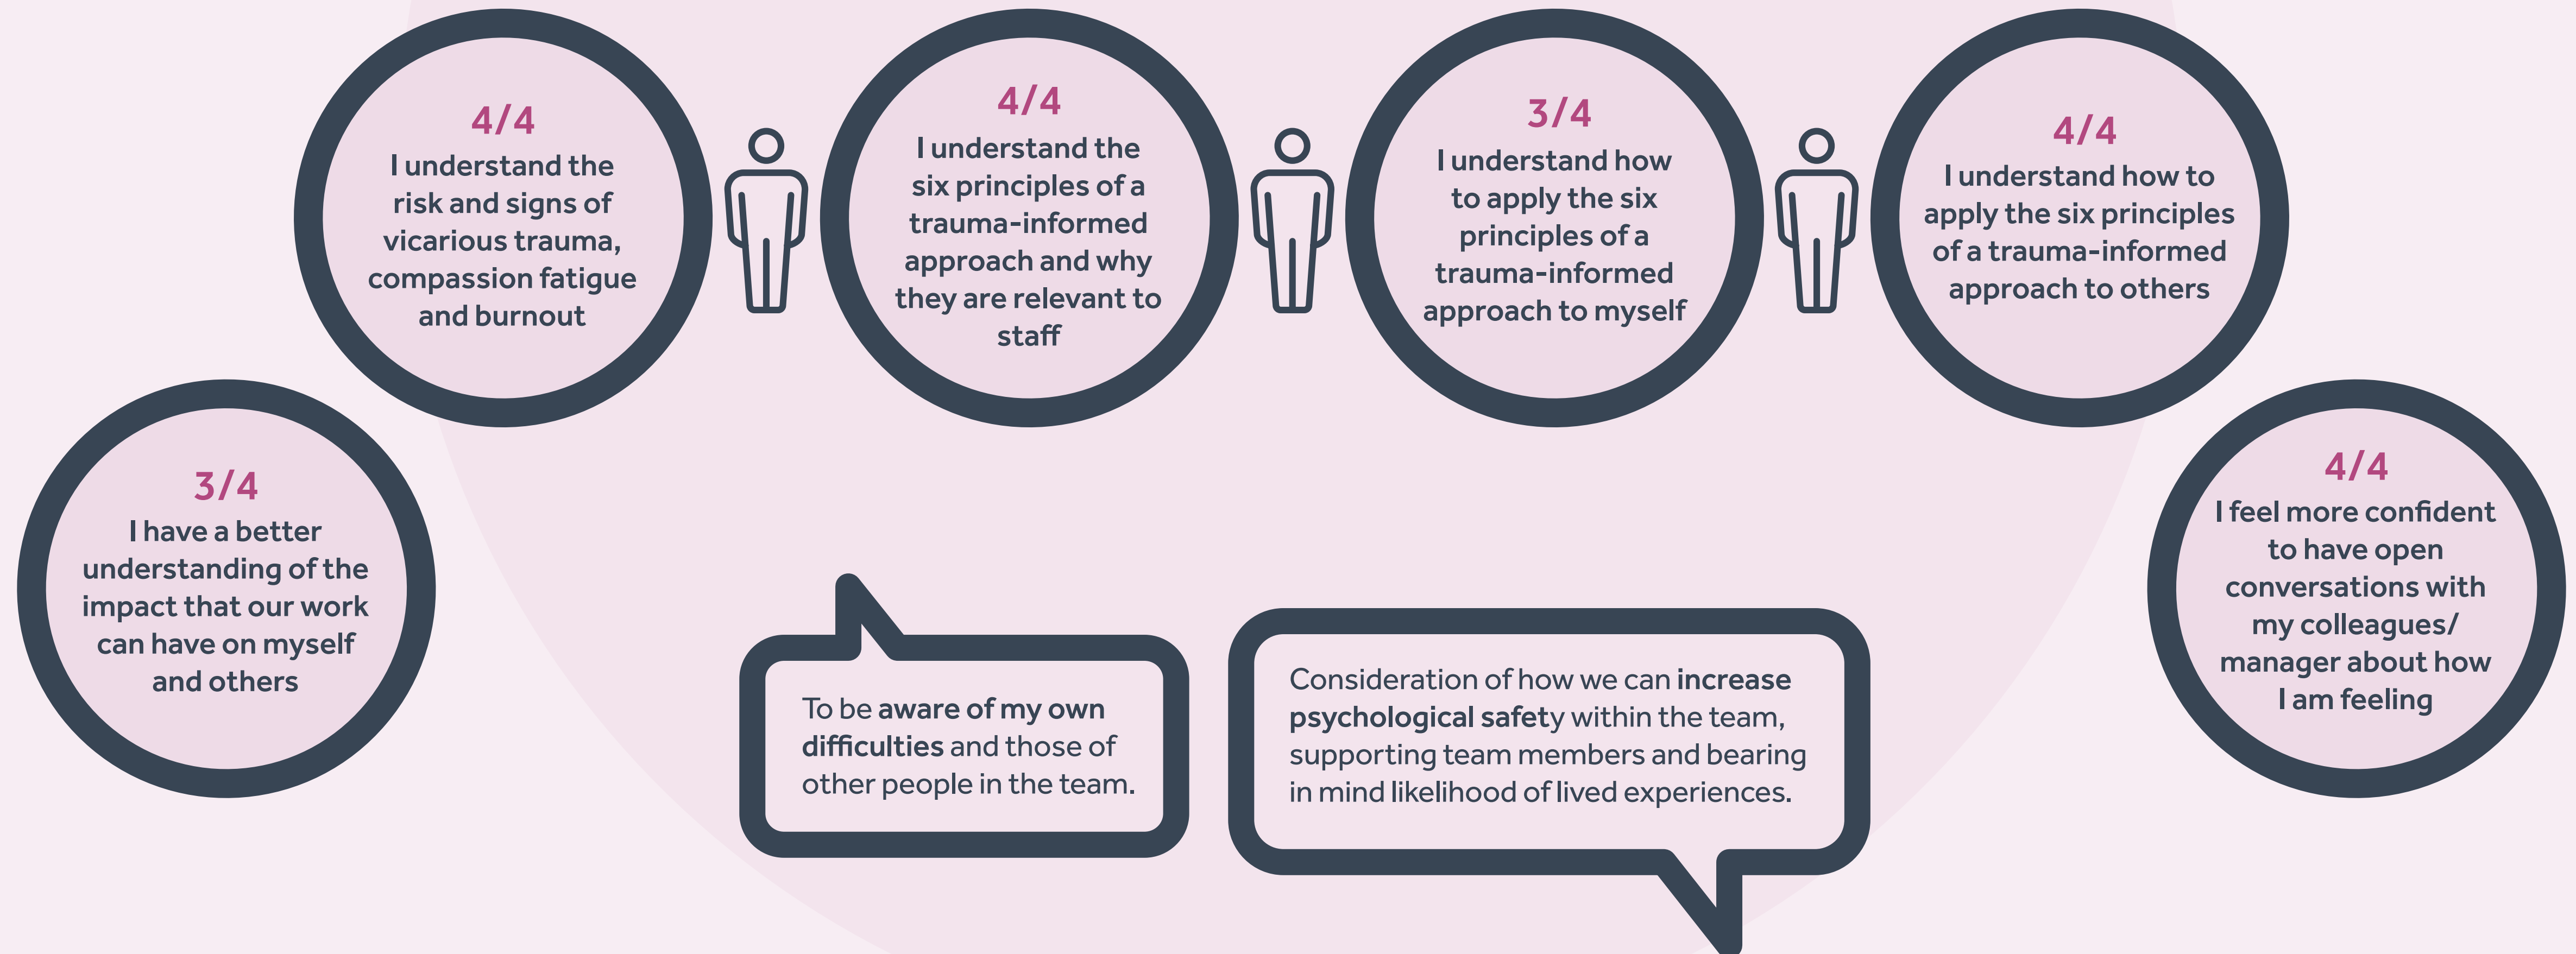 4/4
I understand the
risk and signs of
vicarious trauma,
compassion fatigue
and burnout
4/4
I understand the
six principles of a
trauma-informed
approach and why
they are relevant to
staff
3/4
I understand how
to apply the six
principles of a
trauma-informed
approach to myself
4/4
I understand how to
apply the six principles
of a trauma-informed
approach to others
3/4
I have a better
understanding of the
impact that our work
can have on myself
and others
4/4
I feel more confident
to have open
conversations with
my colleagues/
manager about how
I am feeling
To be aware of my own
difficulties and those of
other people in the team.
Consideration of how we can increase
psychological safety within the team,
supporting team members and bearing
in mind likelihood of lived experiences.